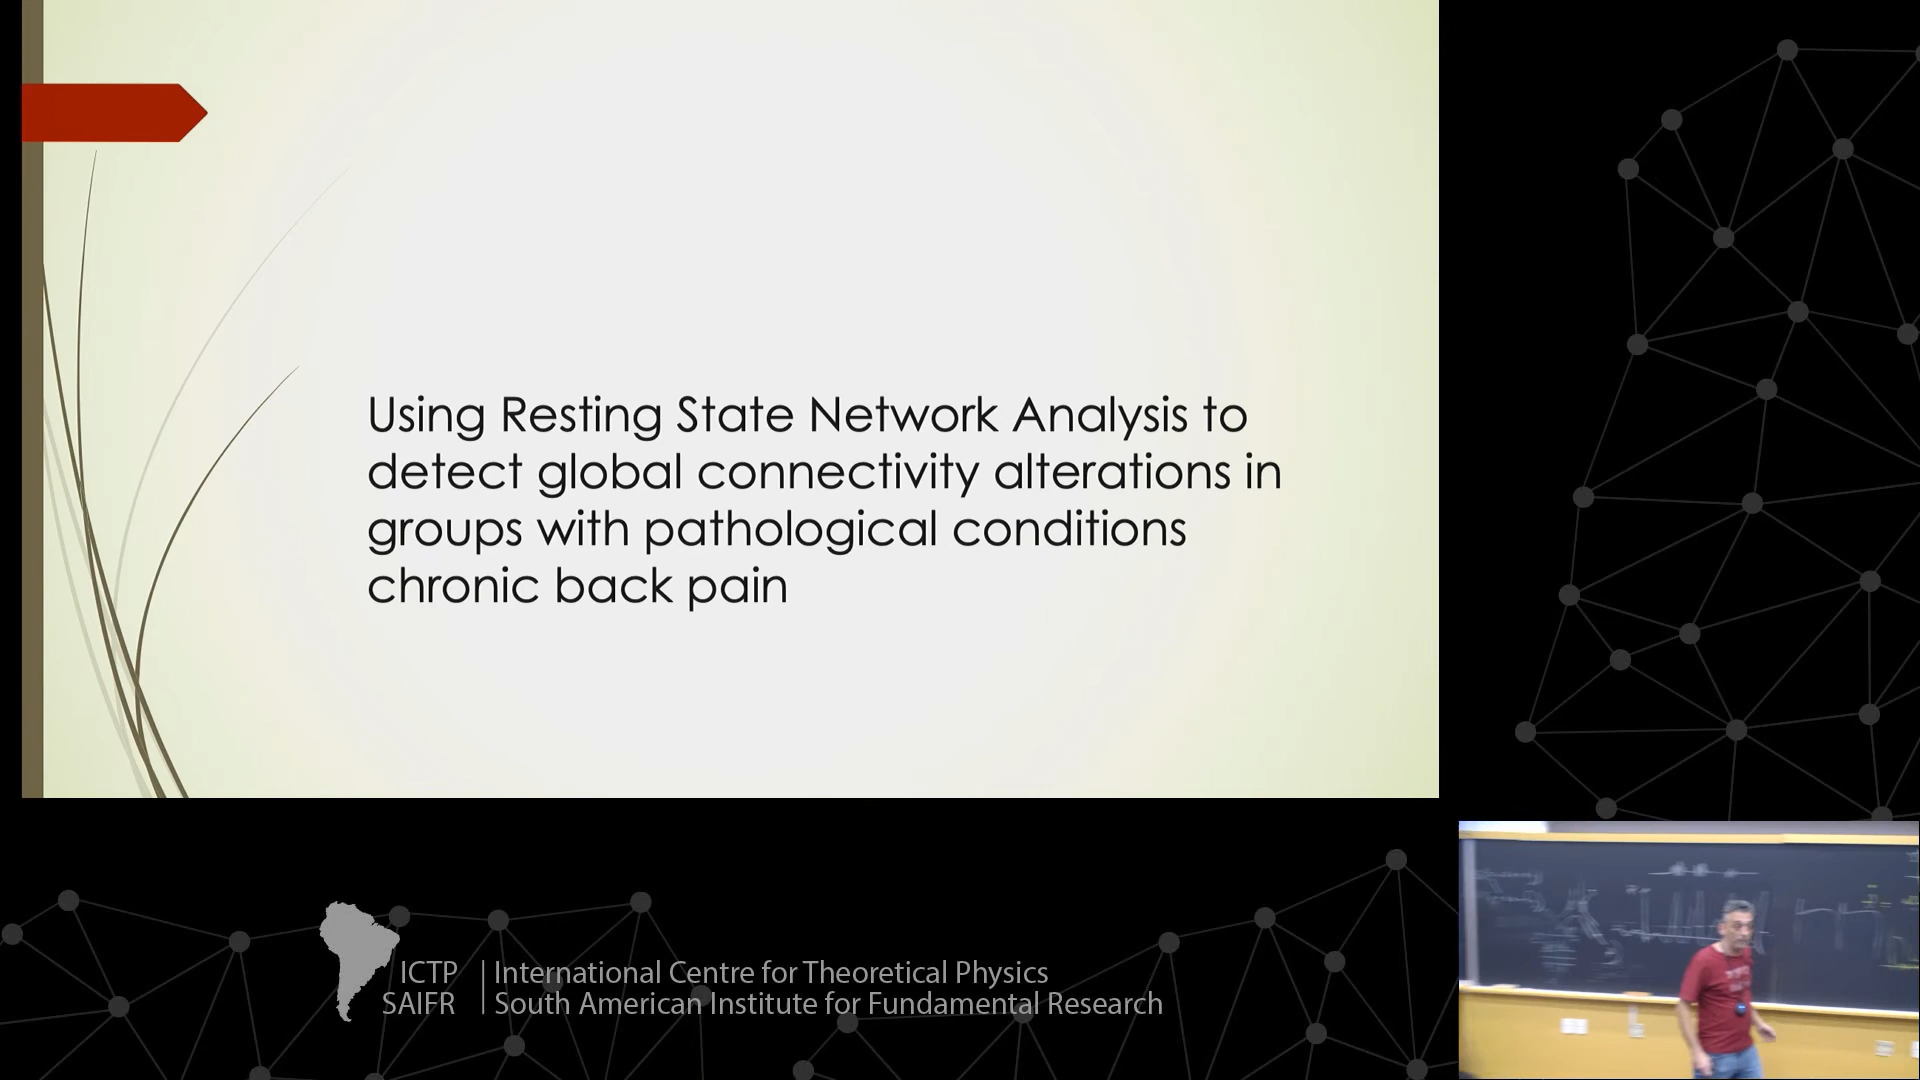 Using Resting State Network Analysis to
detect global connectivity alterations in
groups with pathological conditions
chronic back pain
ICTP
SAIFR
International Centre for Theoretical Physics
South American Institute for Fundamental Research